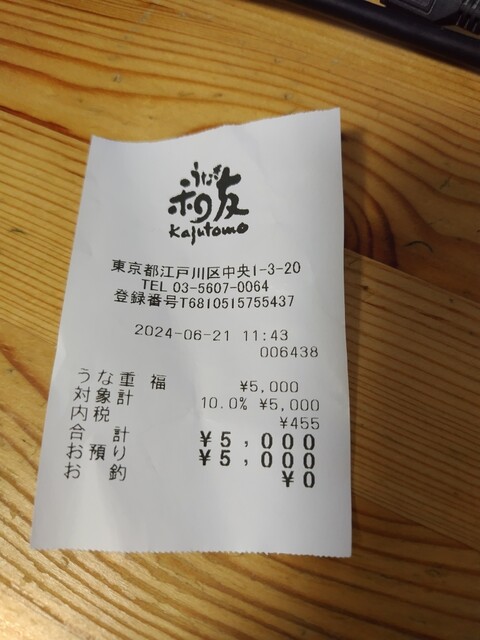 うなぎ
和友
Kajutomo
東京都江戸川区中央1-3-20
TEL 03-5607-0064
登録番号T6810515755437
2024-06-21 11:43
006438
うな重 福 ¥5,000
対象計 10.0% ¥5,000
内税 ¥455
合計 ¥5,000
お預り ¥5,000
お釣 ¥0